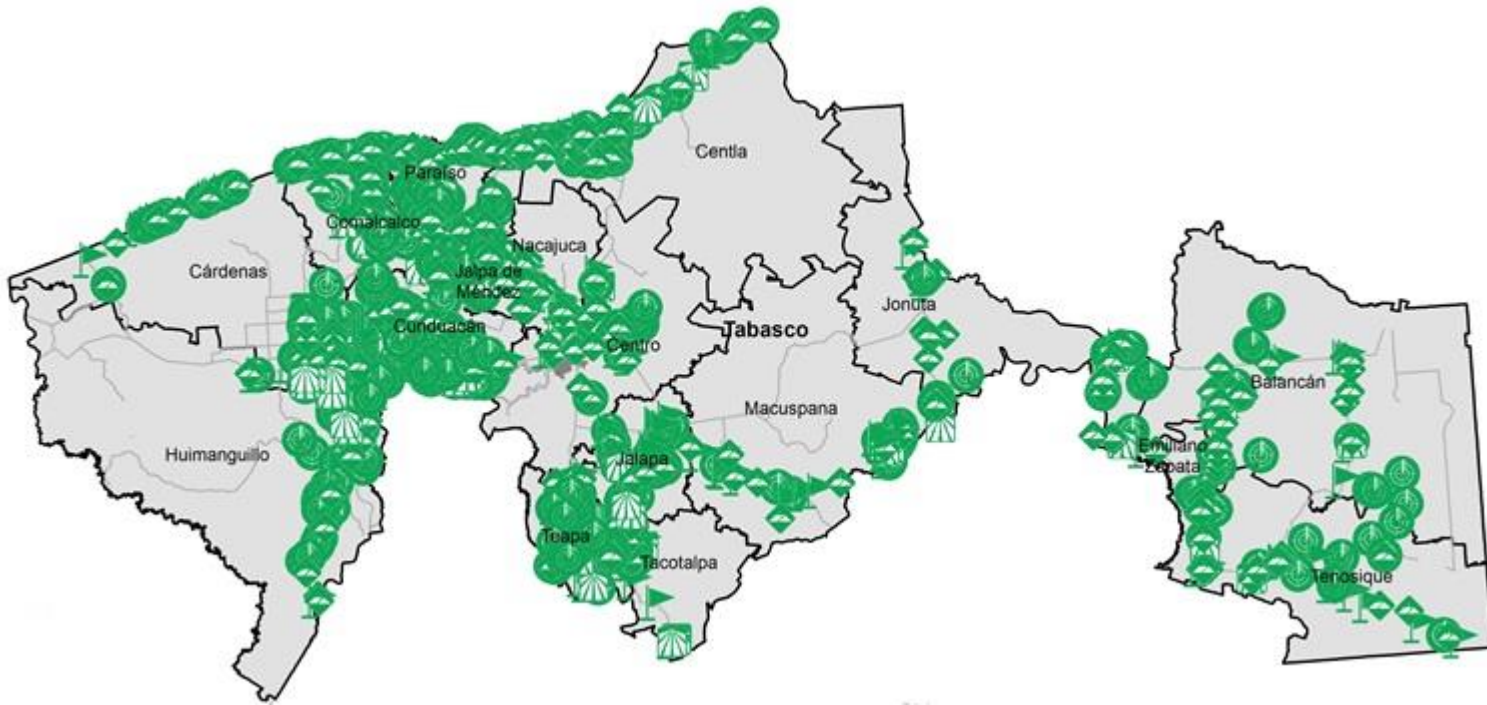 Centla
Paraíso
Comalcalco
Nacajuca
Cárdenas
Jalpa de
Méndez
Jonuta
Cunduacán
Tabasco
Centro
Balancán
Macuspana
Emiliano
Zapata
Huimanguillo
Jalapa
Teapa
Tacotalpa
Tenosique